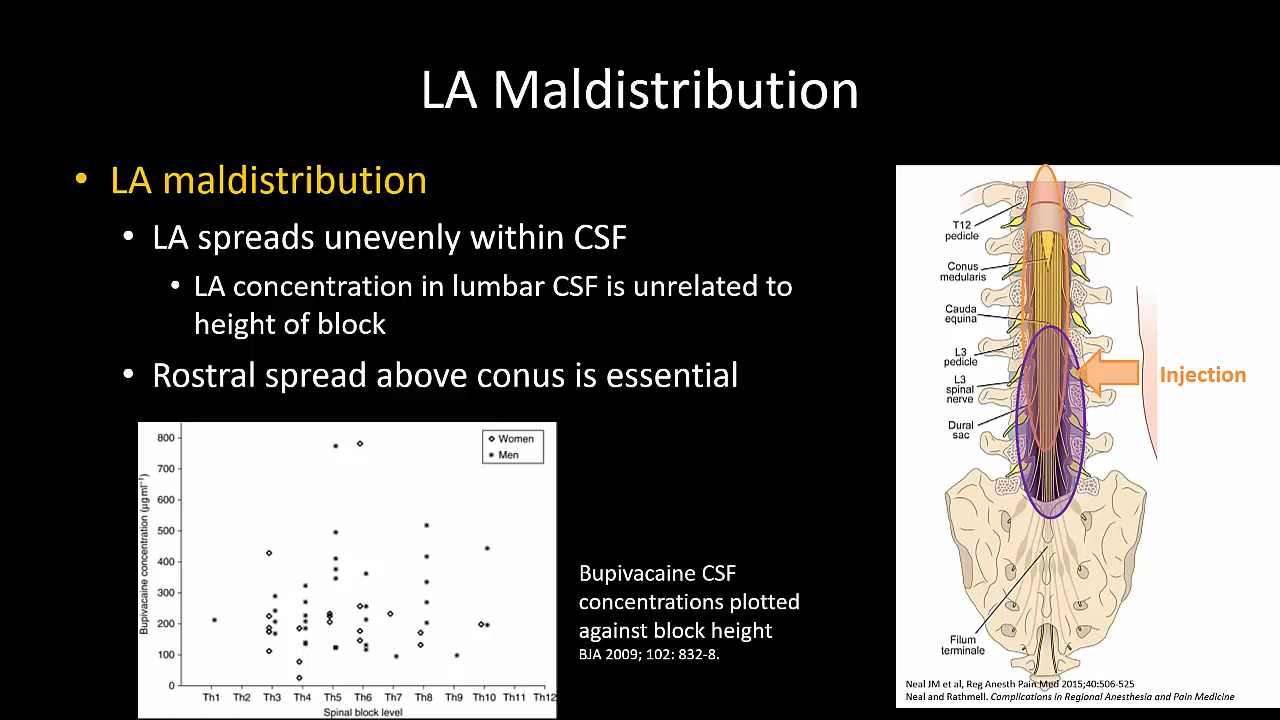 LA Maldistribution
• LA maldistribution
• LA spreads unevenly within CSF
• LA concentration in lumbar CSF is unrelated to
height of block
• Rostral spread above conus is essential
Bupivacaine concentration (µg ml⁻¹)
800
700
600
500
400
300
200
100
0
Women
Men
Th1 Th2 Th3 Th4 Th5 Th6 Th7 Th8 Th9 Th10 Th11 Th12
Spinal block level
Bupivacaine CSF
concentrations plotted
against block height
BJA 2009; 102: 832-8.
T12
pedicle
Conus
medularis
Cauda
equina
L3
pedicle
L3
spinal
nerve
Dural
sac
Filum
terminale
Injection
Neal JM et al, Reg Anesth Pain Med 2015;40:506-525
Neal and Rathmell. Complications in Regional Anesthesia and Pain Medicine